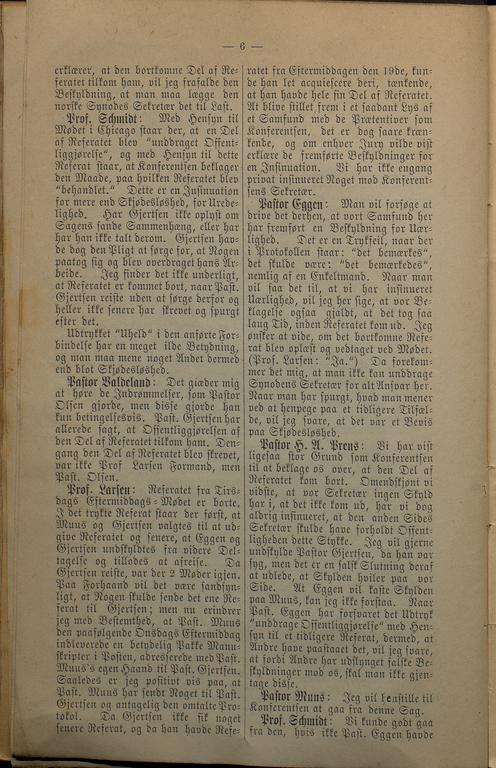 — 6 —
erklærer, at den bortkomne Del af Re-
feratet tilkom ham, vil jeg frafalde den
Beskyldning, at man maa lægge den
norske Synodes Sekretær det til Last.
Prof. Schmidt: Med Hensyn til
Mødet i Chicago staar der, at en Del
af Referatet blev "unddraget Offent-
liggjørelse", og med Hensyn til dette
Referat staar, at Konferentsen beklager
den Maade, paa hvilken Referatet blev
"behandlet." Dette er en Insinuation
for mere end Skjødesløshed, for Urede-
lighed. Har Gjertsen ikke oplyst om
Sagens sande Sammenhæng, eller har
han ikke talt derom. Gjertsen hav-
de dog den Pligt at sørge for, at Nogen
paatog sig og blev overdraget hans Ar-
beide. Jeg finder det ikke underligt,
at Referatet er kommet bort, naar Past.
Gjertsen reiste uden at sørge derfor og
heller ikke senere har skrevet og spurgt
efter det.
Udtrykket "Uheld" i den anførte For-
bindelse har en meget ilde Betydning,
og man maa mene noget Andet dermed
end blot Skjødesløshed.
Pastor Valdeland: Det glæder mig
at høre de Indrømmelser, som Pastor
Olsen gjorde, men disse gjorde han
kun betingelsesvis. Past. Gjertsen har
allerede sagt, at Offentliggjørelsen af
den Del af Referatet tilkom ham. Den-
gang den Del af Referatet blev skrevet,
var ikke Prof Larsen Formand, men
Past. Olsen.
Prof. Larsen: Referatet fra Tirs-
dags Eftermiddags-Mødet er borte.
I det trykte Referat staar der først, at
Muus og Gjertsen valgtes til at ud-
give Referatet og senere, at Eggen og
Gjertsen undskyldtes fra videre Del-
tagelse og tillodes at afreise. Da
Gjertsen reiste, var der 2 Møder igjen.
Paa Forhaand vil det være sandsyn-
ligt, at Nogen skulde sende det ene Re-
ferat til Gjertsen; men nu erindrer
jeg med Bestemthed, at Past. Muus
den paafølgende Onsdags Eftermiddag
indleverede en betydelig Pakke Manu-
skripter i Posten, adresserede med Past.
Muus's egen Haand til Past. Gjertsen.
Saaledes er jeg positivt vis paa, at
Past. Muus har sendt Noget til Past.
Gjertsen og antagelig den omtalte Pro-
tokol. Da Gjertsen ikke fik noget
senere Referat, og da han havde Refe-
ratet fra Eftermiddagen den 19de, kun-
de han let acquiescere deri, tænkende,
at han havde hele sin Del af Referatet.
At blive stillet frem i et saadant Lys af
et Samfund med de Prætentiver som
Konferentsen, det er dog saare kræn-
kende, og om enhver Jury vilde vist
erklære de fremførte Beskyldninger for
en Insinuation. Vi har ikke engang
privat insinueret Noget mod Konferent-
sens Sekretær.
Pastor Eggen: Man vil forsøge at
drive det derhen, at vort Samfund her
har fremført en Beskyldning for Uær-
lighed. Det er en Trykfeil, naar der
i Protokollen staar: "det bemærkes",
det skulde være: "det bemærkedes",
nemlig af en Enkeltmand. Naar man
vil faa det til, at vi har insinueret
Uærlighed, vil jeg her sige, at vor Be-
klagelse ogsaa gjaldt, at det tog saa
laug Tid, inden Referatet kom ud. Jeg
ønsker at vide, om det bortkomne Refe-
rat blev oplæst og vedtaget ved Mødet.
(Prof. Larsen: "Ja.") Da forekom-
mer det mig, at man ikke kan unddrage
Synodens Sekretær for alt Ansvar her.
Naar man har spurgt, hvad man mener
ved at henpege paa et tidligere Tilfæl-
de, vil jeg svare, at det var et Bevis
paa Skjødesløshed.
Pastor H. A. Preus: Vi har vist
ligesaa stor Grund som Konferentsen
til at beklage os over, at den Del af
Referatet kom bort. Omendskjønt vi
vidste, at vor Sekretær ingen Skyld
har i, at det ikke kom ud, har vi dog
aldrig insinueret, at den anden Sides
Sekretær skulde have forholdt Offent-
ligheden dette Stykke. Jeg vil gjerne
undskylde Pastor Gjertsen, da han var
syg, men det er en falsk Slutning deraf
at udlede, at Skylden hviler paa vor
Side. At Eggen vil kaste Skylden
paa Muus, kan jeg ikke forstaa. Naar
Past. Eggen har forsvaret det Udtryk
"unddrage Offentliggjørelse" med Hen-
syn til et tidligere Referat, dermed, at
Andre have paastaaet det, vil jeg svare,
at fordi Andre har udslynget falske Be-
skyldninger mod os, skal man ikke gjen-
tage disse.
Pastor Muus: Jeg vil henstille til
Konferentsen at gaa fra denne Sag.
Prof. Schmidt: Vi kunde godt gaa
fra den, hvis ikke Past. Eggen havde